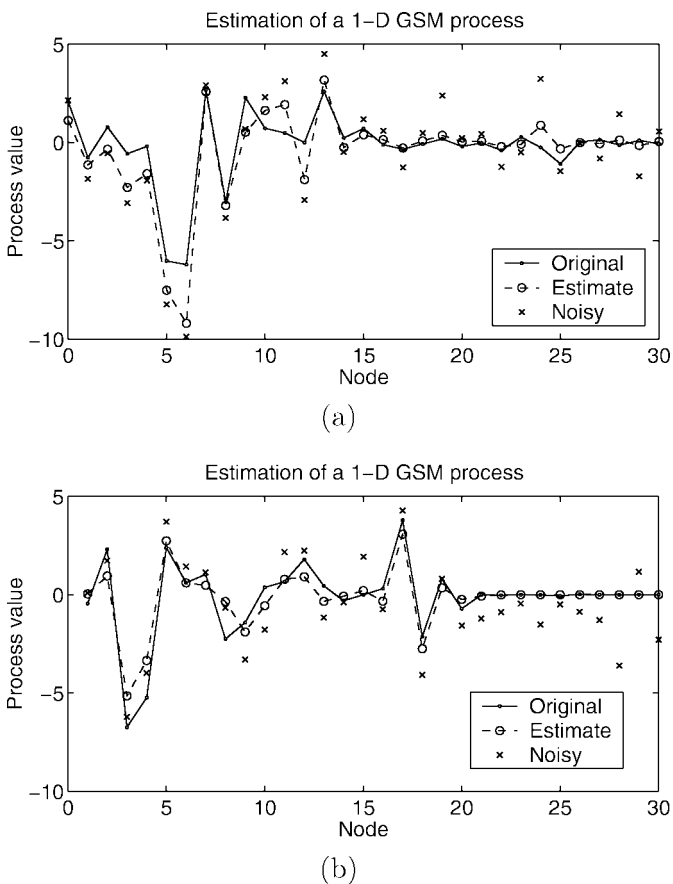 Estimation of a 1−D GSM process
5
0
−5
−10
Process value
0 5 10 15 20 25 30
Node
Original
Estimate
Noisy
(a)
Estimation of a 1−D GSM process
5
0
−5
−10
Process value
0 5 10 15 20 25 30
Node
Original
Estimate
Noisy
(b)